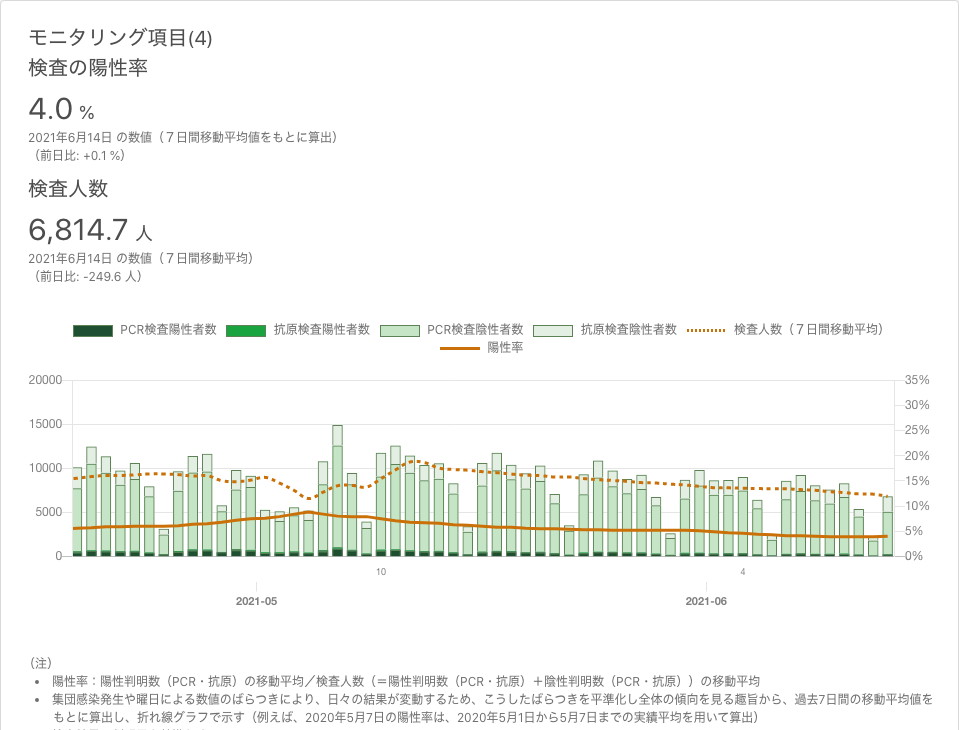 モニタリング項目(4)
検査の陽性率
4.0 %
2021年6月14日 の数値（７日間移動平均値をもとに算出）
（前日比: +0.1 %）
検査人数
6,814.7 人
2021年6月14日 の数値（７日間移動平均）
（前日比: -249.6 人）
PCR検査陽性者数 抗原検査陽性者数 PCR検査陰性者数 抗原検査陰性者数 検査人数（７日間移動平均）
陽性率
20000 35%
30%
15000 25%
20%
10000 15%
5000 10%
5%
0 0%
10 4
2021-05 2021-06
（注）
• 陽性率：陽性判明数（PCR・抗原）の移動平均／検査人数（＝陽性判明数（PCR・抗原）＋陰性判明数（PCR・抗原））の移動平均
• 集団感染発生や曜日による数値のばらつきにより、日々の結果が変動するため、こうしたばらつきを平準化し全体の傾向を見る趣旨から、過去7日間の移動平均値を
もとに算出し、折れ線グラフで示す（例えば、2020年5月7日の陽性率は、2020年5月1日から5月7日までの実績平均を用いて算出）